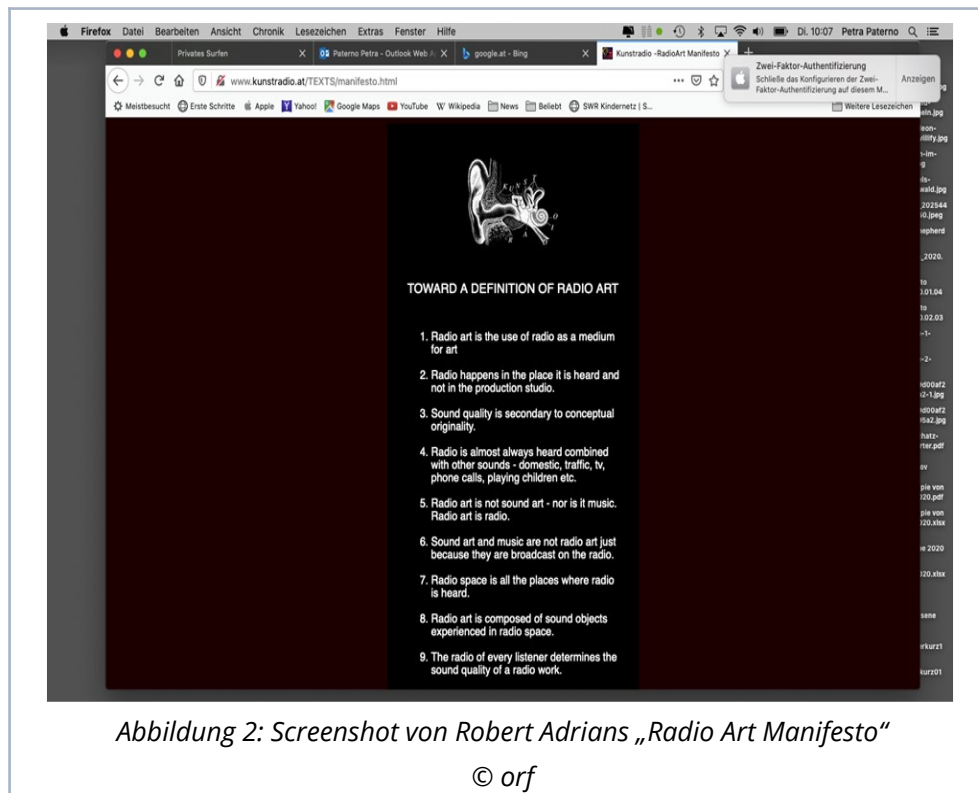 Firefox Datei Bearbeiten Ansicht Chronik Lesezeichen Extras Fenster Hilfe Di. 10:07 Petra Paterno
Privates Surfen Paterno Petra - Outlook Web A google.at - Bing Kunstradio -RadioArt Manifesto
Zwei-Faktor-Authentifizierung
Schließe das Konfigurieren der Zwei-
Faktor-Authentifizierung auf diesem M...
Anzeigen
www.kunstradio.at/TEXTS/manifesto.html
Meistbesucht Erste Schritte Apple Yahoo! Google Maps YouTube Wikipedia News Beliebt SWR Kindernetz | S... Weitere Lesezeichen
KUNST
RADIO
TOWARD A DEFINITION OF RADIO ART
1. Radio art is the use of radio as a medium
for art
2. Radio happens in the place it is heard and
not in the production studio.
3. Sound quality is secondary to conceptual
originality.
4. Radio is almost always heard combined
with other sounds - domestic, traffic, tv,
phone calls, playing children etc.
5. Radio art is not sound art - nor is it music.
Radio art is radio.
6. Sound art and music are not radio art just
because they are broadcast on the radio.
7. Radio space is all the places where radio
is heard.
8. Radio art is composed of sound objects
experienced in radio space.
9. The radio of every listener determines the
sound quality of a radio work.
Abbildung 2: Screenshot von Robert Adrians „Radio Art Manifesto“
© orf